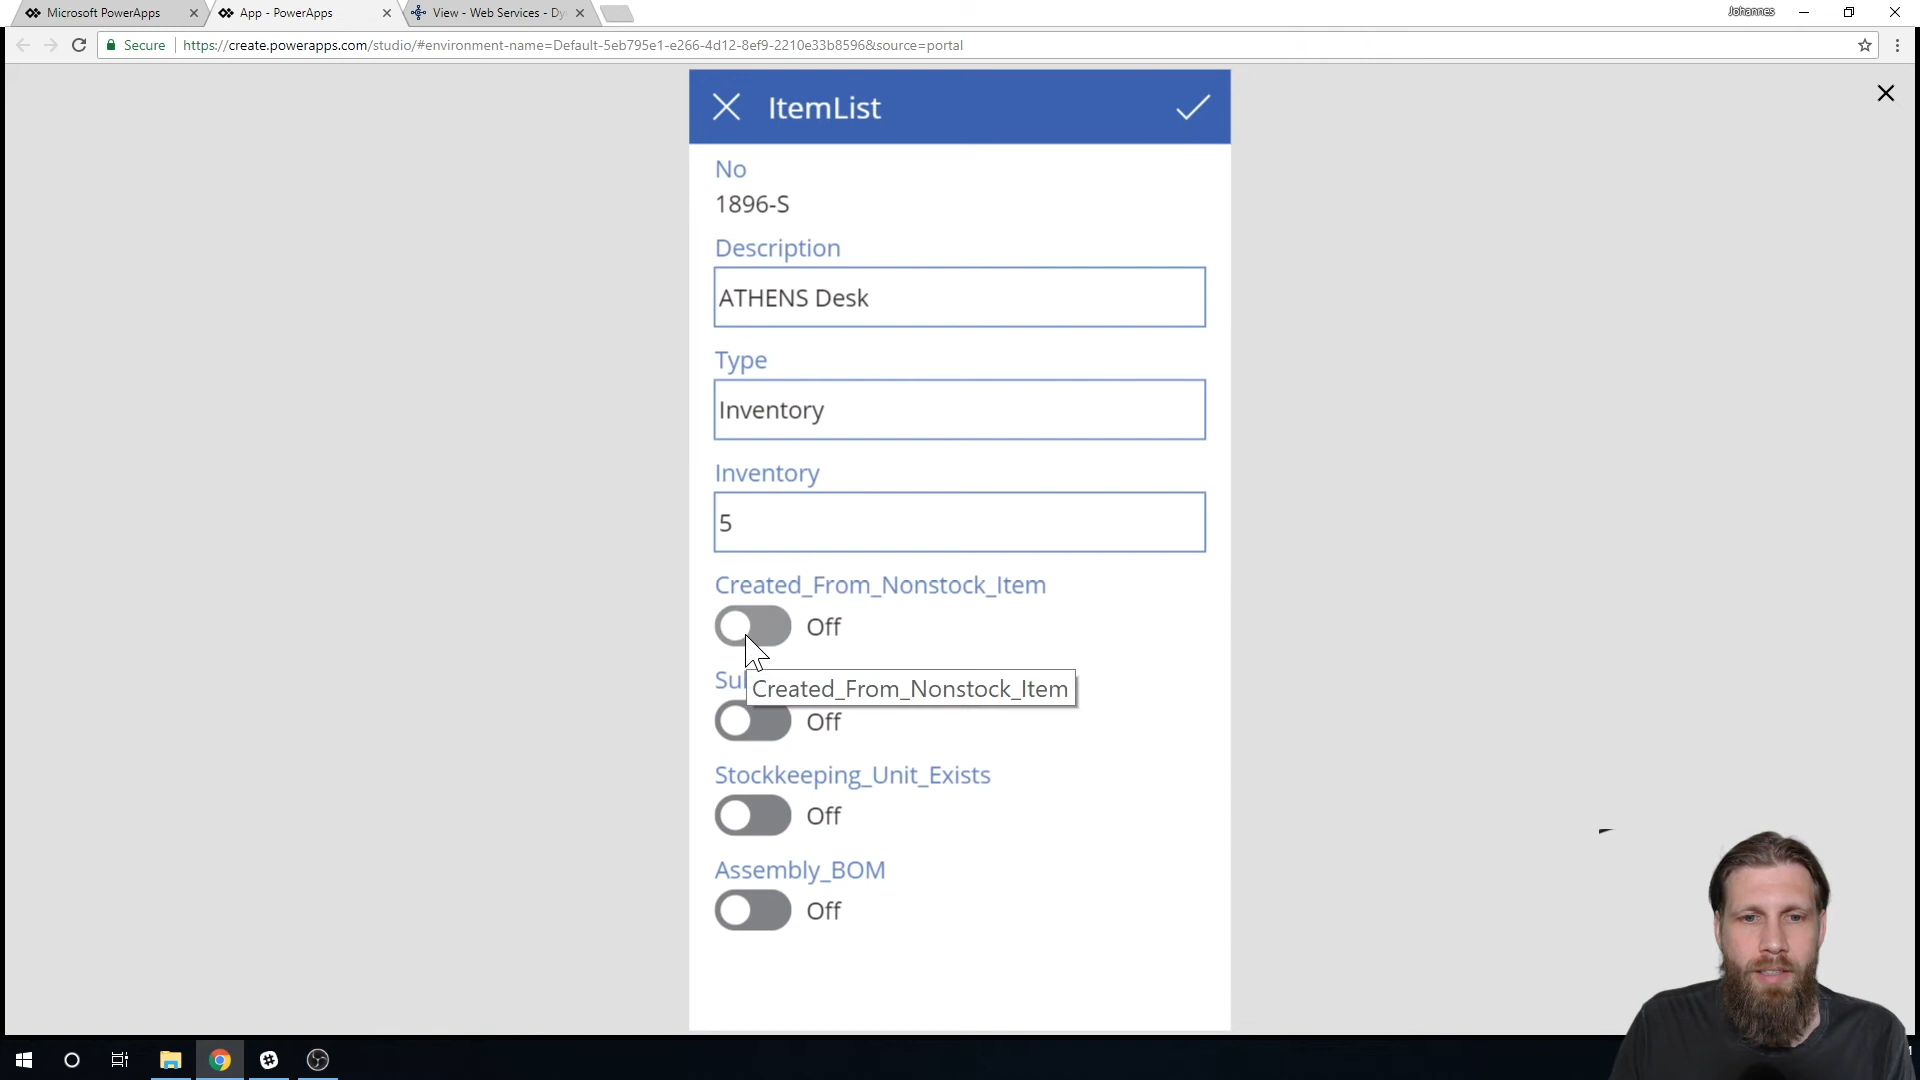 Microsoft PowerApps
App - PowerApps
View - Web Services - Dy
Johannes
Secure
https://create.powerapps.com/studio/#environment-name=Default-5eb795e1-e266-4d12-8ef9-2210e33b8596&source=portal
ItemList
No
1896-S
Description
ATHENS Desk
Type
Inventory
Inventory
5
Created_From_Nonstock_Item
Off
Created_From_Nonstock_Item
Off
Stockkeeping_Unit_Exists
Off
Assembly_BOM
Off